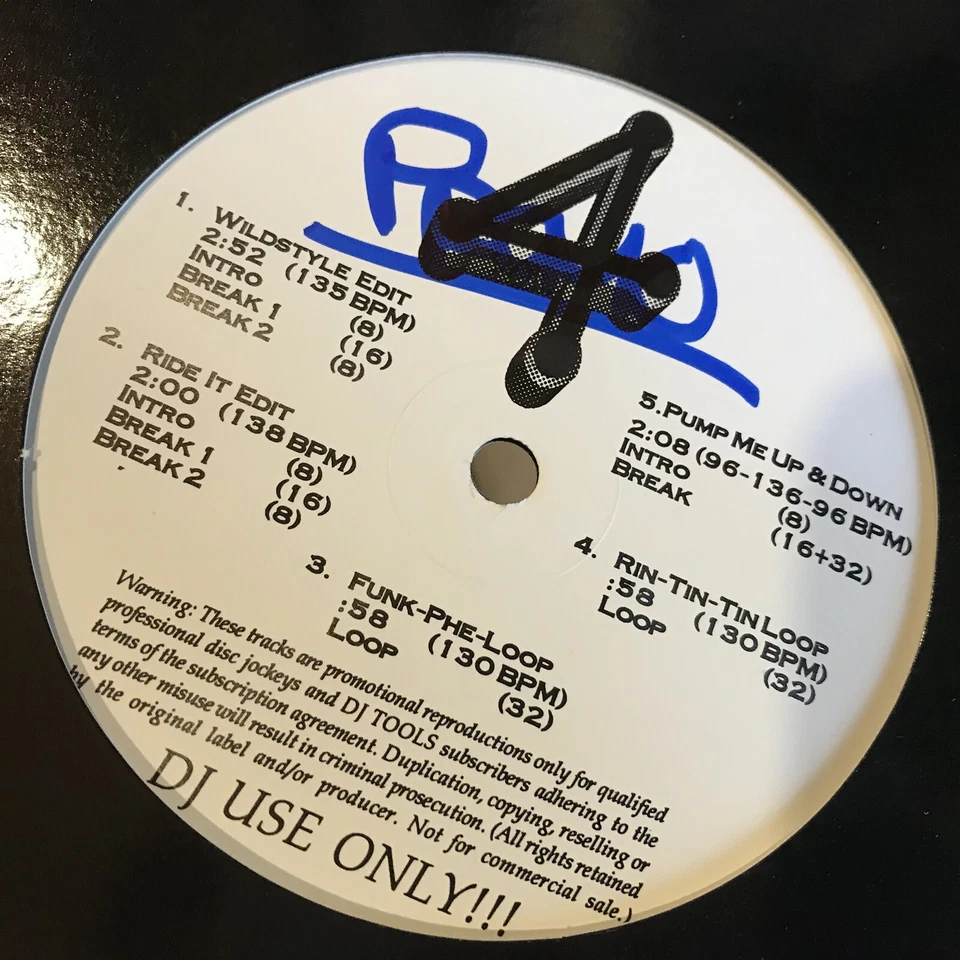 4
1. WILDSTYLE EDIT
2:52 (135 BPM)
INTRO (8)
BREAK 1 (16)
BREAK 2 (8)
2. RIDE IT EDIT
2:00 (138 BPM)
INTRO (8)
BREAK 1 (16)
BREAK 2 (8)
3. FUNK-PHE-LOOP
:58 (130 BPM)
LOOP (32)
4. RIN-TIN-TIN LOOP
:58 (130 BPM)
LOOP (32)
5. PUMP ME UP & DOWN
2:08 (96-136-96 BPM)
INTRO (8)
BREAK (16+32)
Warning: These tracks are promotional reproductions only for qualified
professional disc jockeys and DJ TOOLS subscribers adhering to the
terms of the subscription agreement. Duplication, copying, reselling or
any other misuse will result in criminal prosecution. (All rights retained
by the original label and/or producer. Not for commercial sale.)
DJ USE ONLY!!!